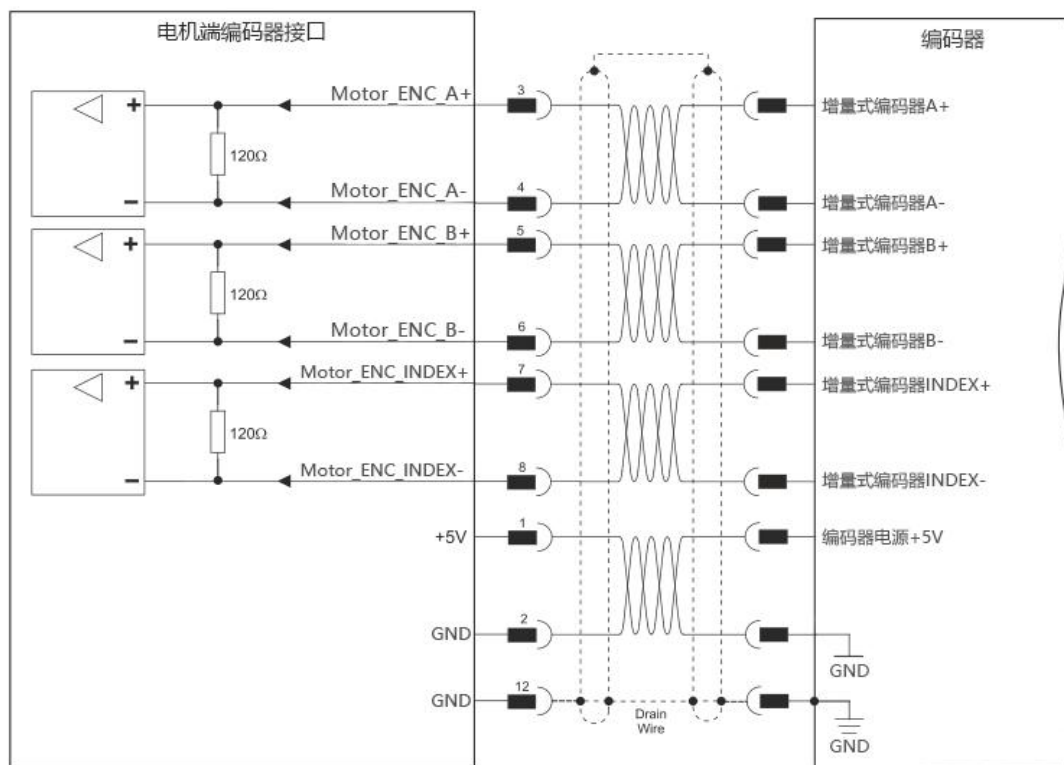 电机端编码器接口
编码器
Motor_ENC_A+
3
增量式编码器A+
+
120Ω
Motor_ENC_A-
4
增量式编码器A-
−
Motor_ENC_B+
5
增量式编码器B+
+
120Ω
Motor_ENC_B-
6
增量式编码器B-
−
Motor_ENC_INDEX+
7
增量式编码器INDEX+
+
120Ω
Motor_ENC_INDEX-
8
增量式编码器INDEX-
−
+5V
1
编码器电源+5V
GND
2
GND
GND
12
Drain
Wire
GND